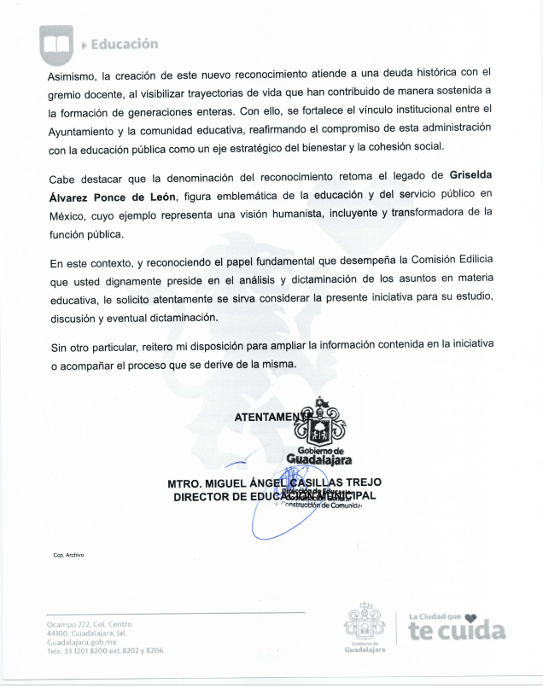 Educación
Asimismo, la creación de este nuevo reconocimiento atiende a una deuda histórica con el
gremio docente, al visibilizar trayectorias de vida que han contribuido de manera sostenida a
la formación de generaciones enteras. Con ello, se fortalece el vínculo institucional entre el
Ayuntamiento y la comunidad educativa, reafirmando el compromiso de esta administración
con la educación pública como un eje estratégico del bienestar y la cohesión social.
Cabe destacar que la denominación del reconocimiento retoma el legado de Griselda
Álvarez Ponce de León, figura emblemática de la educación y del servicio público en
México, cuyo ejemplo representa una visión humanista, incluyente y transformadora de la
función pública.
En este contexto, y reconociendo el papel fundamental que desempeña la Comisión Edilicia
que usted dignamente preside en el análisis y dictaminación de los asuntos en materia
educativa, le solicito atentamente se sirva considerar la presente iniciativa para su estudio,
discusión y eventual dictaminación.
Sin otro particular, reitero mi disposición para ampliar la información contenida en la iniciativa
o acompañar el proceso que se derive de la misma.
ATENTAMENTE
Gobierno de
Guadalajara
MTRO. MIGUEL ÁNGEL CASILLAS TREJO
DIRECTOR DE EDUCACIÓN MUNICIPAL
Construcción de Comunidad
Ccp. Archivo
Ocampo 222, Col. Centro
44100, Guadalajara, Jal.
Guadalajara.gob.mx
Tels: 33 1201 8200 ext.8202 y 8206
Gobierno de
Guadalajara
La Ciudad que
te cuida